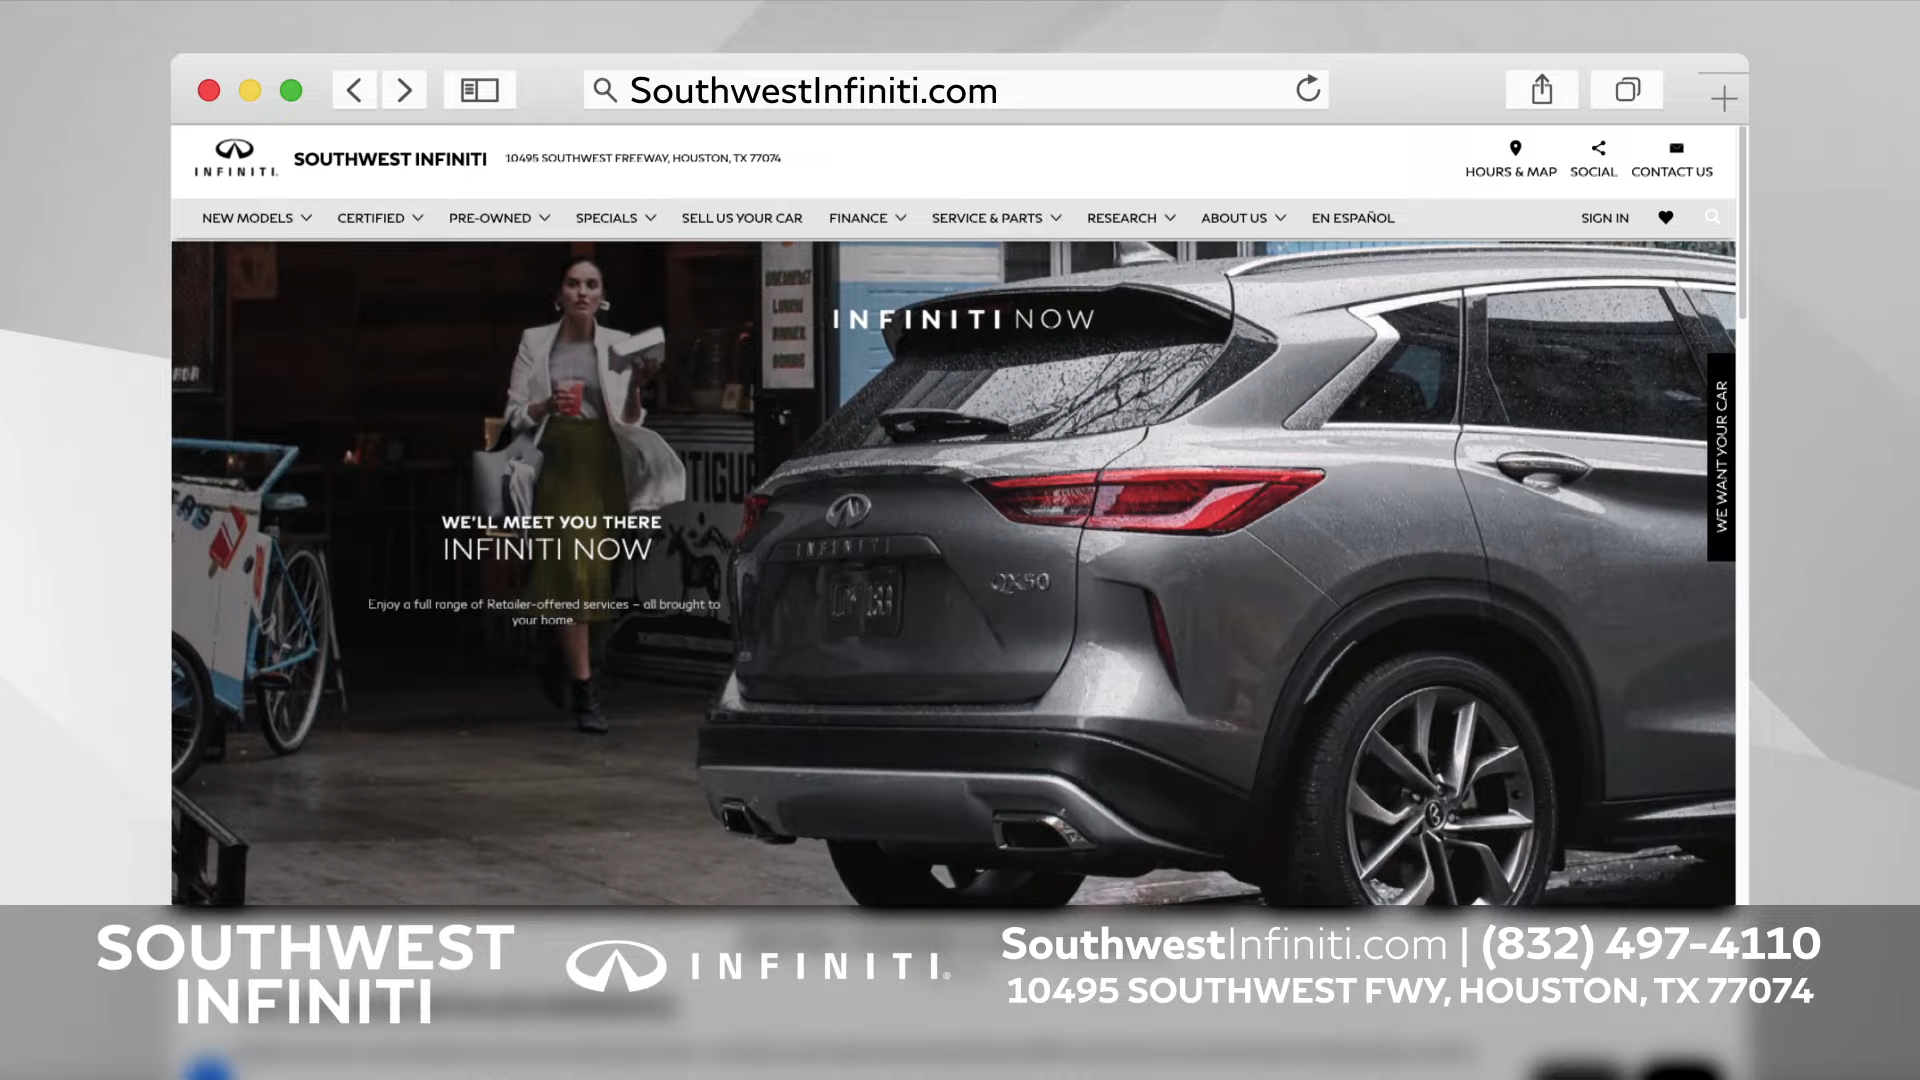 SouthwestInfiniti.com
INFINITI.
SOUTHWEST INFINITI
10495 SOUTHWEST FREEWAY, HOUSTON, TX 77074
HOURS & MAP
SOCIAL
CONTACT US
NEW MODELS
CERTIFIED
PRE-OWNED
SPECIALS
SELL US YOUR CAR
FINANCE
SERVICE & PARTS
RESEARCH
ABOUT US
EN ESPAÑOL
SIGN IN
BREAKFAST
LUNCH
DINNER
INFINITI NOW
WE WANT YOUR CAR
WE'LL MEET YOU THERE
INFINITI NOW
Enjoy a full range of Retailer-offered services – all brought to
your home.
INFINITI
QX50
SOUTHWEST
INFINITI
INFINITI®
SouthwestInfiniti.com | (832) 497-4110
10495 SOUTHWEST FWY, HOUSTON, TX 77074